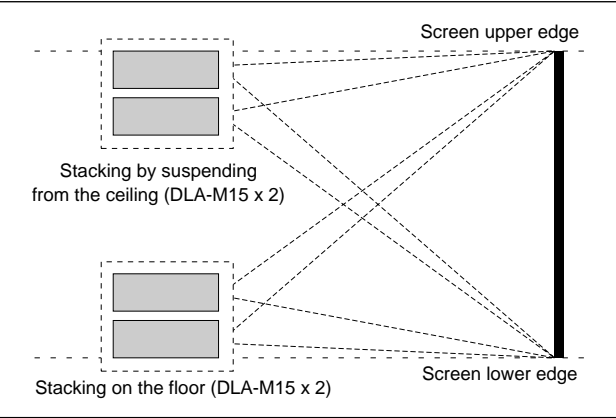 Screen upper edge
Stacking by suspending
from the ceiling (DLA-M15 x 2)
Screen lower edge
Stacking on the floor (DLA-M15 x 2)